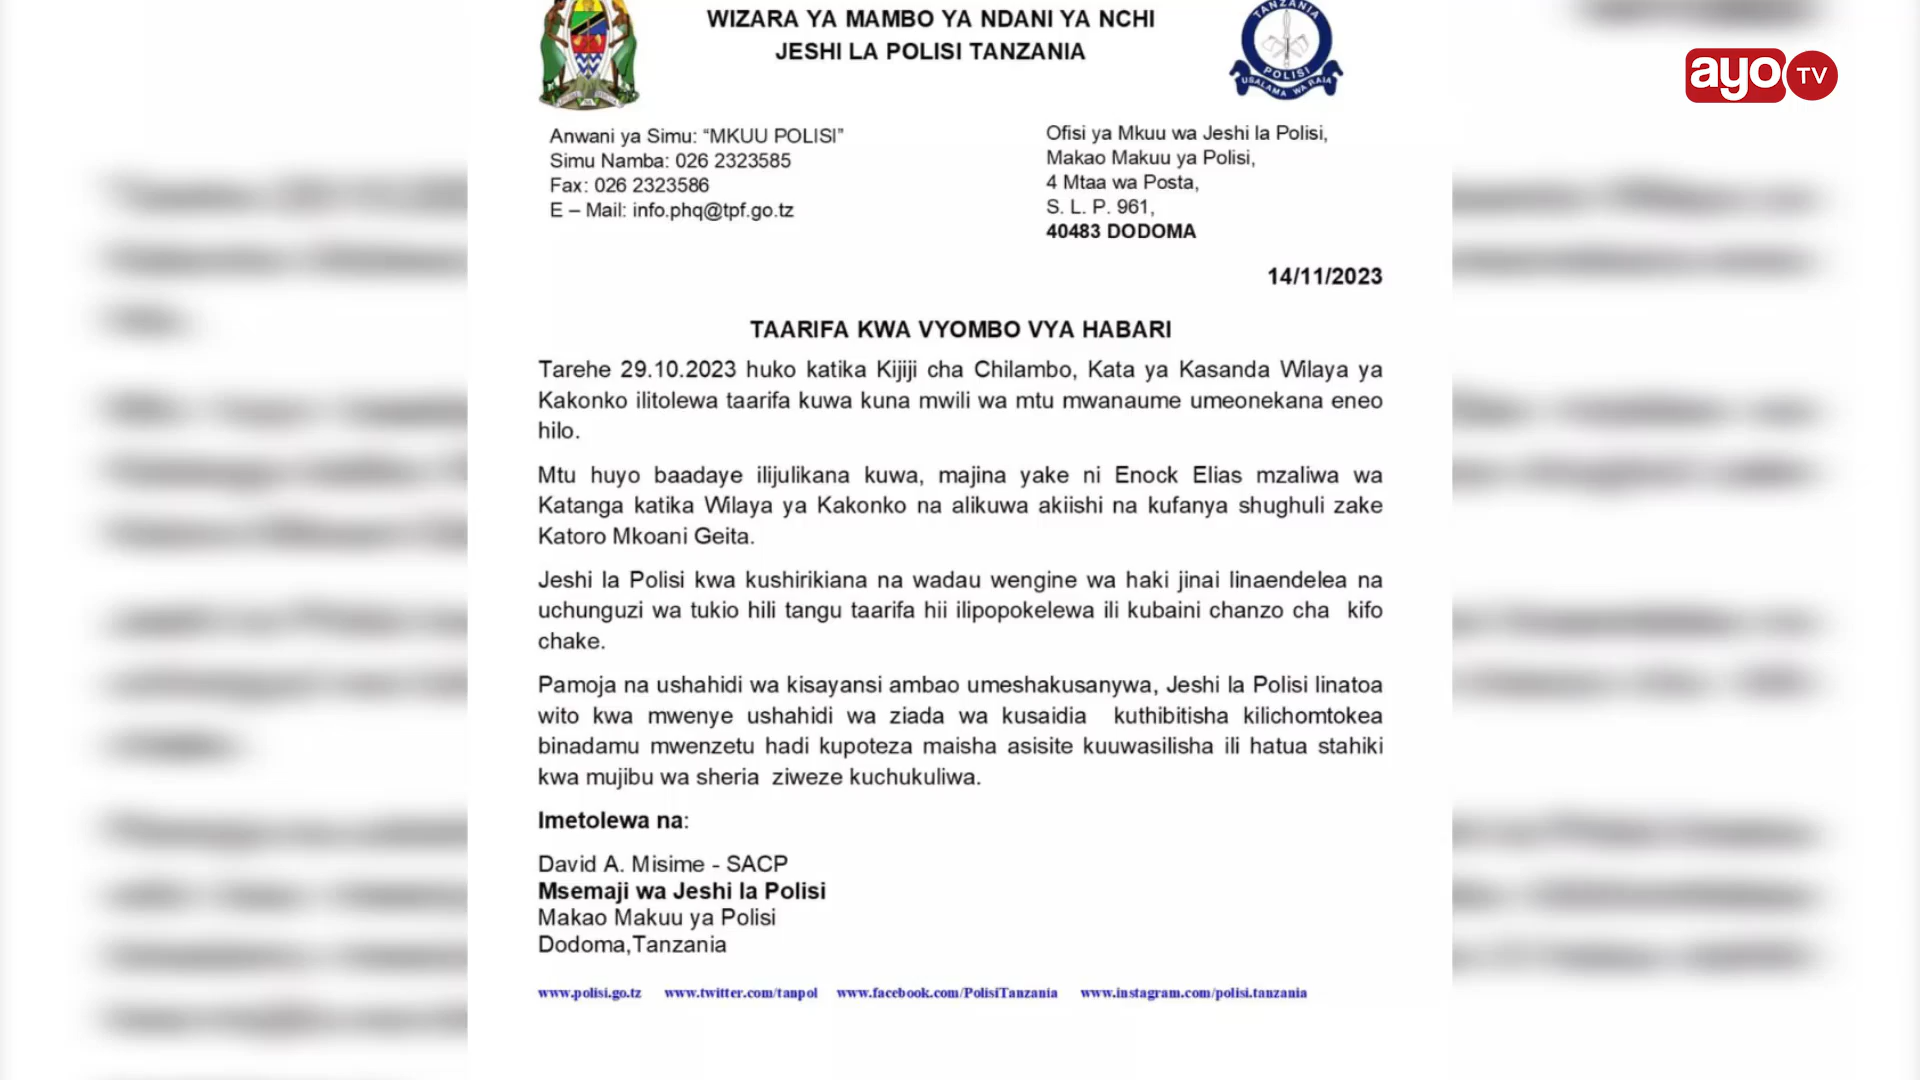 WIZARA YA MAMBO YA NDANI YA NCHI
JESHI LA POLISI TANZANIA
TANZANIA
POLISI
USALAMA WA RAIA
ayo TV
Anwani ya Simu: “MKUU POLISI”
Simu Namba: 026 2323585
Fax: 026 2323586
E – Mail: info.phq@tpf.go.tz
Ofisi ya Mkuu wa Jeshi la Polisi,
Makao Makuu ya Polisi,
4 Mtaa wa Posta,
S. L. P. 961,
40483 DODOMA
14/11/2023
TAARIFA KWA VYOMBO VYA HABARI
Tarehe 29.10.2023 huko katika Kijiji cha Chilambo, Kata ya Kasanda Wilaya ya
Kakonko ilitolewa taarifa kuwa kuna mwili wa mtu mwanaume umeonekana eneo
hilo.
Mtu huyo baadaye ilijulikana kuwa, majina yake ni Enock Elias mzaliwa wa
Katanga katika Wilaya ya Kakonko na alikuwa akiishi na kufanya shughuli zake
Katoro Mkoani Geita.
Jeshi la Polisi kwa kushirikiana na wadau wengine wa haki jinai linaendelea na
uchunguzi wa tukio hili tangu taarifa hii ilipopokelewa ili kubaini chanzo cha kifo
chake.
Pamoja na ushahidi wa kisayansi ambao umeshakusanywa, Jeshi la Polisi linatoa
wito kwa mwenye ushahidi wa ziada wa kusaidia kuthibitisha kilichomtokea
binadamu mwenzetu hadi kupoteza maisha asisite kuuwasilisha ili hatua stahiki
kwa mujibu wa sheria ziweze kuchukuliwa.
Imetolewa na:
David A. Misime - SACP
Msemaji wa Jeshi la Polisi
Makao Makuu ya Polisi
Dodoma,Tanzania
www.polisi.go.tz www.twitter.com/tanpol www.facebook.com/PolisiTanzania www.instagram.com/polisi.tanzania